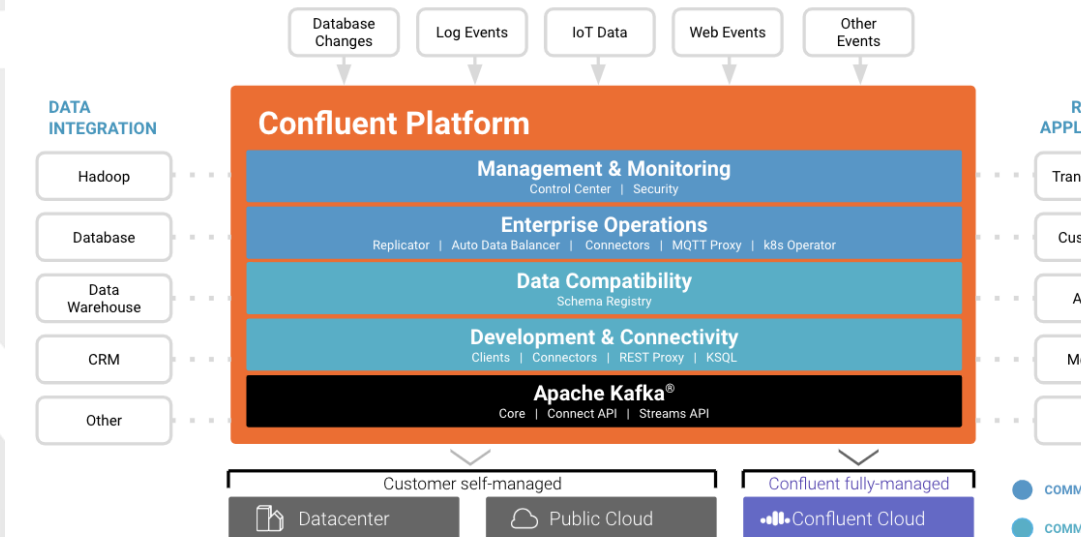 Database
Changes
Log Events
IoT Data
Web Events
Other
Events
DATA
INTEGRATION
Hadoop
Database
Data
Warehouse
CRM
Other
Confluent Platform
Management & Monitoring
Control Center | Security
Enterprise Operations
Replicator | Auto Data Balancer | Connectors | MQTT Proxy | k8s Operator
Data Compatibility
Schema Registry
Development & Connectivity
Clients | Connectors | REST Proxy | KSQL
Apache Kafka®
Core | Connect API | Streams API
Customer self-managed
Datacenter
Public Cloud
Confluent fully-managed
Confluent Cloud